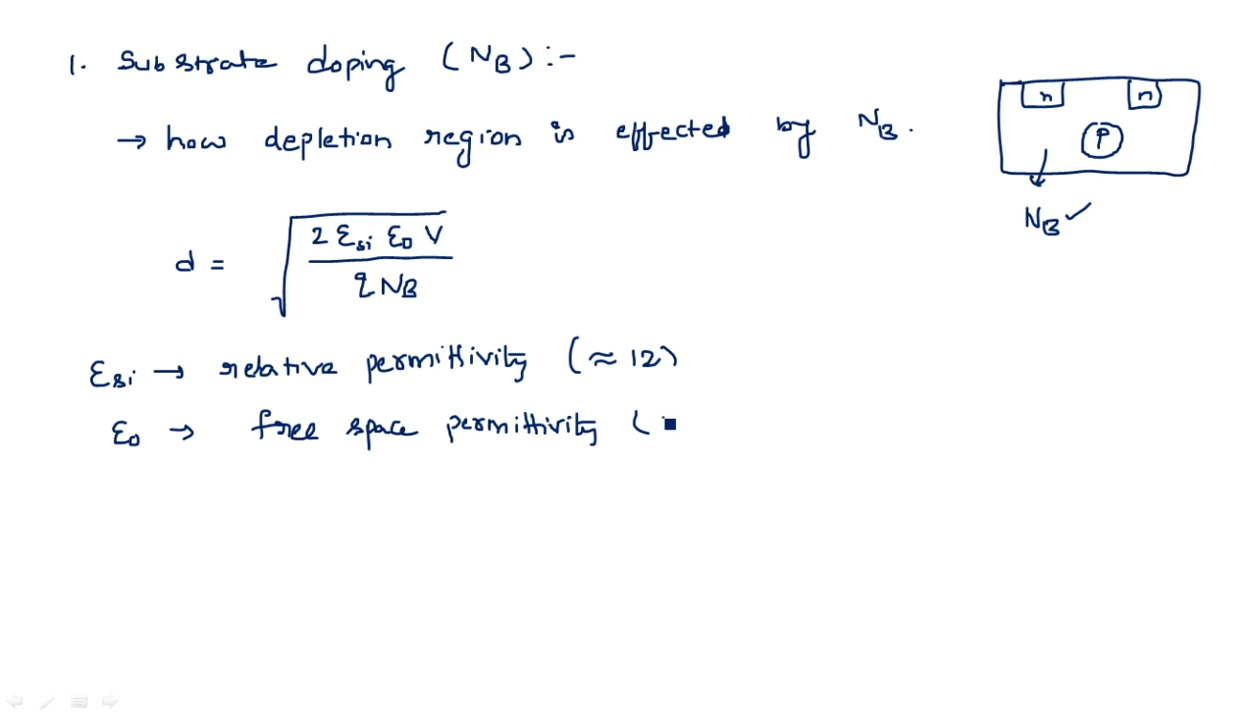 1. Substrate doping (NB) :-
→ how depletion region is effected by NB.
n n
P
NB ✓
d = √(2 εsi ε0 V / q NB)
εsi → relative permittivity (≈ 12)
ε0 → free space permittivity (